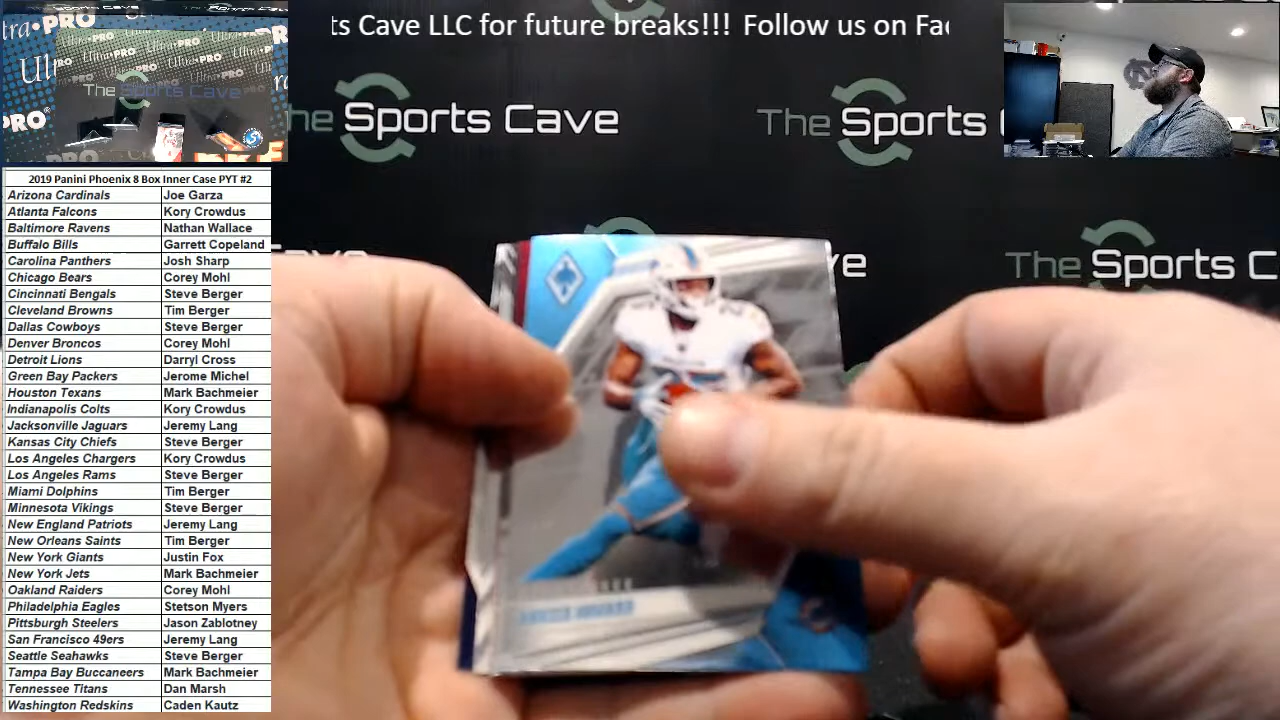 ts Cave LLC for future breaks!!! Follow us on Fac
The Sports Cave
The Sports C
The Sports C
2019 Panini Phoenix 8 Box Inner Case PYT #2
Arizona Cardinals Joe Garza
Atlanta Falcons Kory Crowdus
Baltimore Ravens Nathan Wallace
Buffalo Bills Garrett Copeland
Carolina Panthers Josh Sharp
Chicago Bears Corey Mohl
Cincinnati Bengals Steve Berger
Cleveland Browns Tim Berger
Dallas Cowboys Steve Berger
Denver Broncos Corey Mohl
Detroit Lions Darryl Cross
Green Bay Packers Jerome Michel
Houston Texans Mark Bachmeier
Indianapolis Colts Kory Crowdus
Jacksonville Jaguars Jeremy Lang
Kansas City Chiefs Steve Berger
Los Angeles Chargers Kory Crowdus
Los Angeles Rams Steve Berger
Miami Dolphins Tim Berger
Minnesota Vikings Steve Berger
New England Patriots Jeremy Lang
New Orleans Saints Tim Berger
New York Giants Justin Fox
New York Jets Mark Bachmeier
Oakland Raiders Corey Mohl
Philadelphia Eagles Stetson Myers
Pittsburgh Steelers Jason Zablotney
San Francisco 49ers Jeremy Lang
Seattle Seahawks Steve Berger
Tampa Bay Buccaneers Mark Bachmeier
Tennessee Titans Dan Marsh
Washington Redskins Caden Kautz